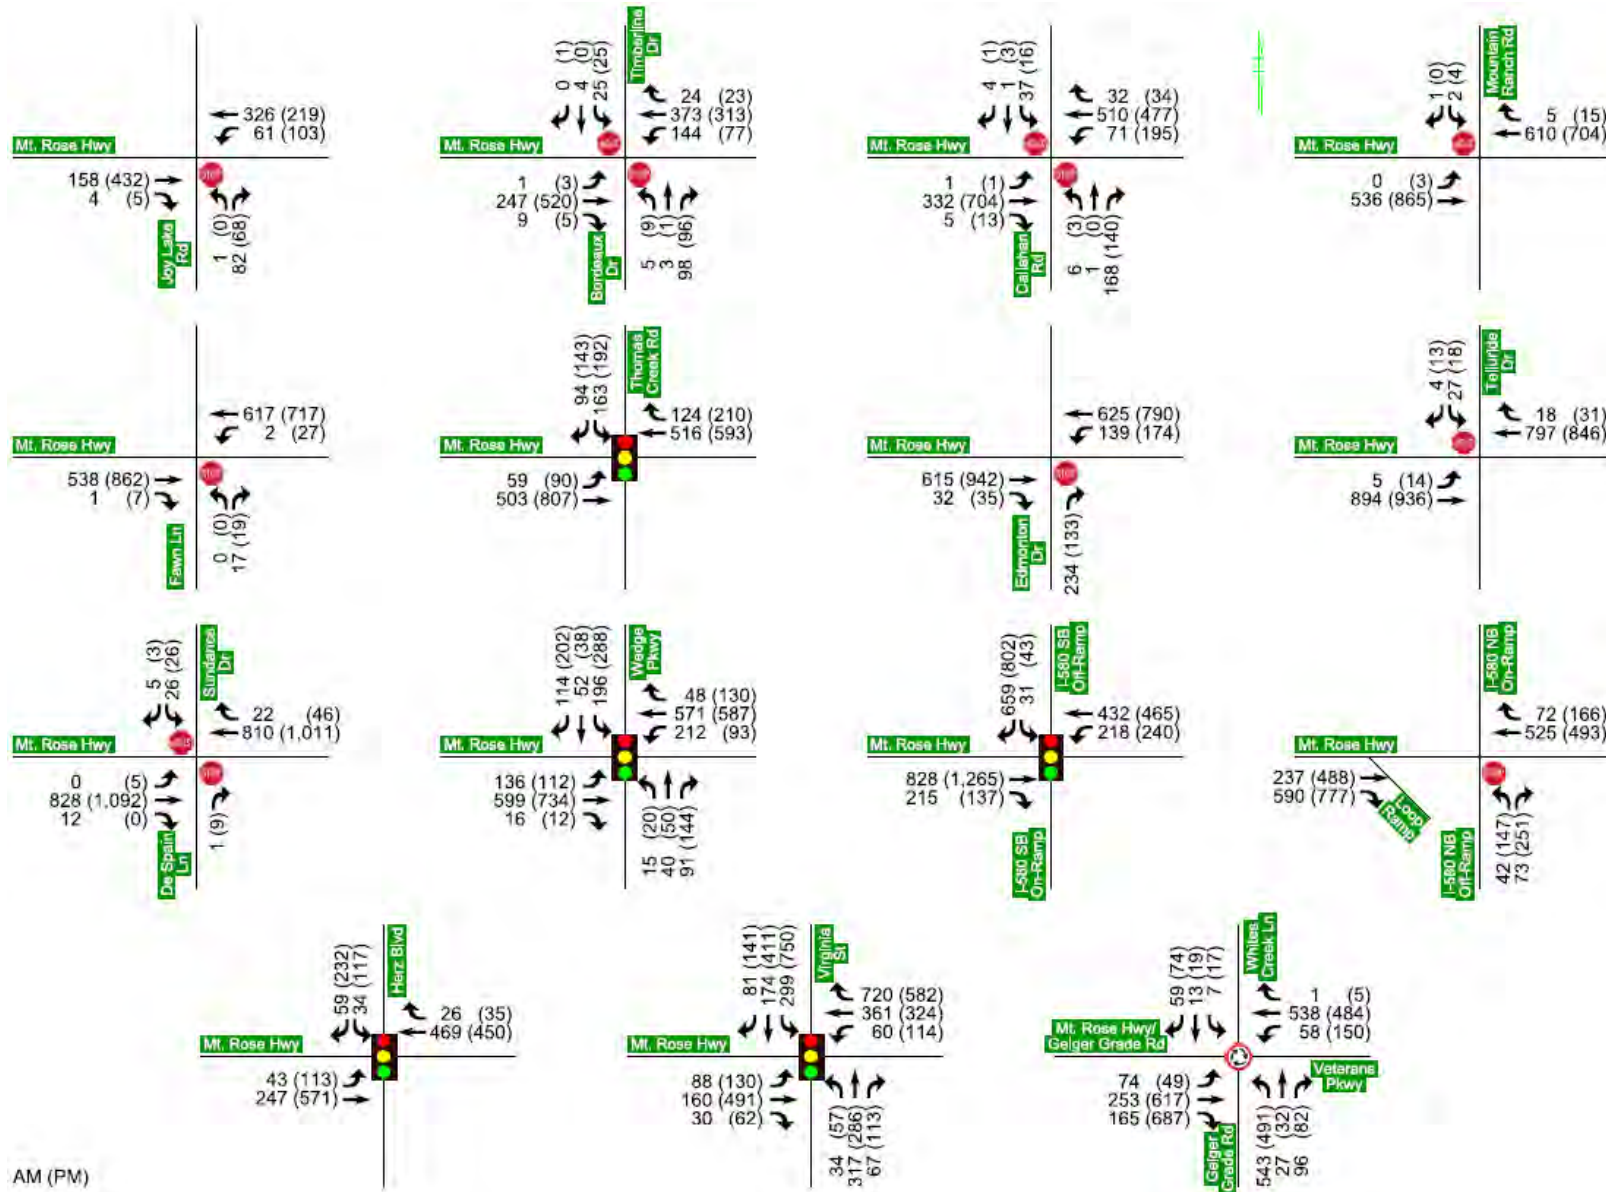 0 (1)
4 (0)
25 (25)
Timberline
Dr
4 (1)
1 (3)
37 (16)
1 (0)
2 (4)
Mountain
Ranch Rd
326 (219)
61 (103)
24 (23)
373 (313)
144 (77)
32 (34)
510 (477)
71 (195)
5 (15)
610 (704)
Mt. Rose Hwy
Mt. Rose Hwy
Mt. Rose Hwy
Mt. Rose Hwy
158 (432)
4 (5)
STOP
Joy Lake
Rd
1 (0)
82 (68)
1 (3)
247 (520)
9 (5)
Bordeaux
Dr
5 (9)
3 (1)
98 (96)
1 (1)
332 (704)
5 (13)
Callahan
Rd
6 (3)
1 (0)
168 (140)
0 (3)
536 (865)
94 (143)
163 (192)
Thomas
Creek Rd
4 (13)
27 (18)
Telluride
Dr
617 (717)
2 (27)
124 (210)
516 (593)
625 (790)
139 (174)
18 (31)
797 (846)
Mt. Rose Hwy
Mt. Rose Hwy
Mt. Rose Hwy
Mt. Rose Hwy
538 (862)
1 (7)
Fawn Ln
0 (0)
17 (19)
59 (90)
503 (807)
615 (942)
32 (35)
Edmonton
Dr
234 (133)
5 (14)
894 (936)
5 (3)
26 (26)
Sundance
Dr
114 (202)
52 (38)
196 (288)
Wedge
Pkwy
659 (802)
31 (43)
I-580 SB
Off-Ramp
I-580 NB
On-Ramp
22 (46)
810 (1,011)
48 (130)
571 (587)
212 (93)
432 (465)
218 (240)
72 (166)
525 (493)
Mt. Rose Hwy
Mt. Rose Hwy
Mt. Rose Hwy
Mt. Rose Hwy
0 (5)
828 (1,092)
12 (0)
De Spain
Ln
1 (9)
136 (112)
599 (734)
16 (12)
15 (20)
40 (50)
91 (144)
828 (1,265)
215 (137)
I-580 SB
On-Ramp
237 (488)
590 (777)
Loop
Ramp
I-580 NB
Off-Ramp
42 (147)
73 (251)
59 (232)
34 (117)
Herz Blvd
81 (141)
174 (411)
299 (750)
Virginia
St
59 (74)
13 (19)
7 (17)
Whites
Creek Ln
26 (35)
469 (450)
720 (582)
361 (324)
60 (114)
1 (5)
538 (484)
58 (150)
Mt. Rose Hwy
Mt. Rose Hwy
Mt. Rose Hwy/
Geiger Grade Rd
Veterans
Pkwy
43 (113)
247 (571)
88 (130)
160 (491)
30 (62)
34 (57)
317 (286)
67 (113)
74 (49)
253 (617)
165 (687)
Geiger
Grade Rd
543 (491)
27 (32)
96 (82)
AM (PM)